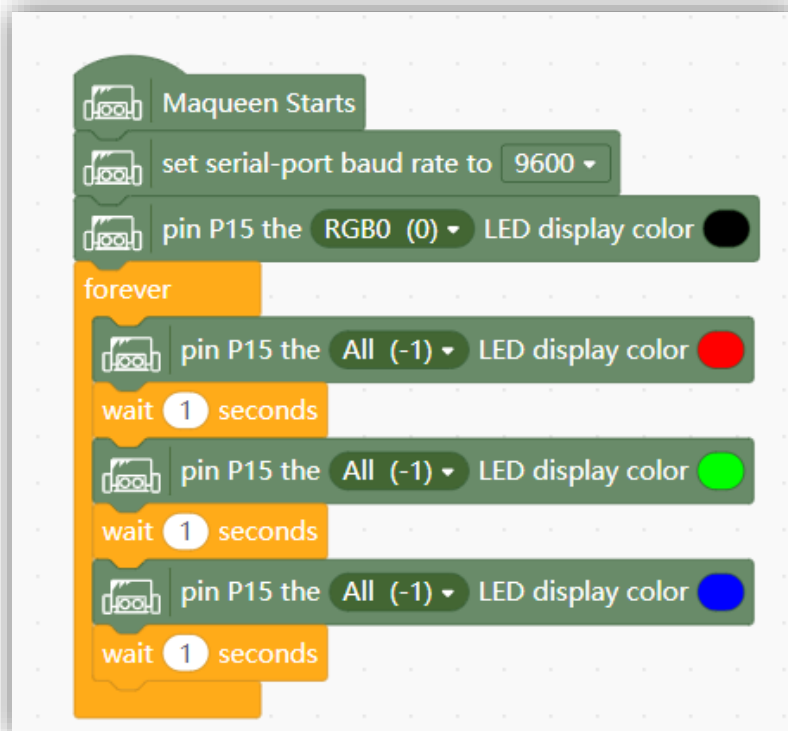 Maqueen Starts
set serial-port baud rate to 9600
pin P15 the RGB0 (0) LED display color
forever
pin P15 the All (-1) LED display color
wait 1 seconds
pin P15 the All (-1) LED display color
wait 1 seconds
pin P15 the All (-1) LED display color
wait 1 seconds